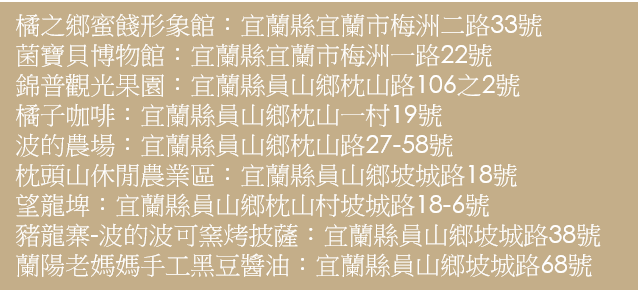 橘之鄉蜜餞形象館：宜蘭縣宜蘭市梅洲二路33號
菌寶貝博物館：宜蘭縣宜蘭市梅洲一路22號
錦普觀光果園：宜蘭縣員山鄉枕山路106之2號
橘子咖啡：宜蘭縣員山鄉枕山一村19號
波的農場：宜蘭縣員山鄉枕山路27-58號
枕頭山休閒農業區：宜蘭縣員山鄉坡城路18號
望龍埤：宜蘭縣員山鄉枕山村坡城路18-6號
豬龍寨-波的波可窯烤披薩：宜蘭縣員山鄉坡城路38號
蘭陽老媽媽手工黑豆醬油：宜蘭縣員山鄉坡城路68號